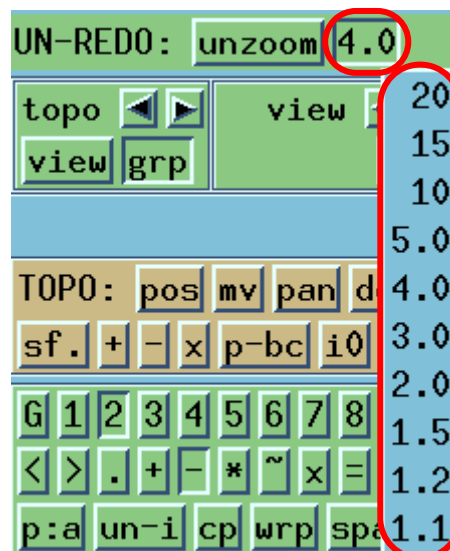 UN-REDO: unzoom 4.0
topo view
view grp
TOPO: pos mv pan
sf. + - x p-bc i0
G 1 2 3 4 5 6 7 8
< > . + - * ~ x =
p:a un-i cp wrp
20
15
10
5.0
4.0
3.0
2.0
1.5
1.2
1.1